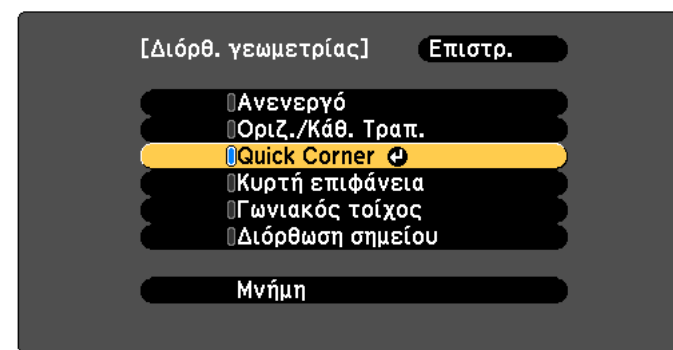 [Διόρθ. γεωμετρίας] Επιστρ.
Ανενεργό
Οριζ./Κάθ. Τραπ.
Quick Corner
Κυρτή επιφάνεια
Γωνιακός τοίχος
Διόρθωση σημείου
Μνήμη